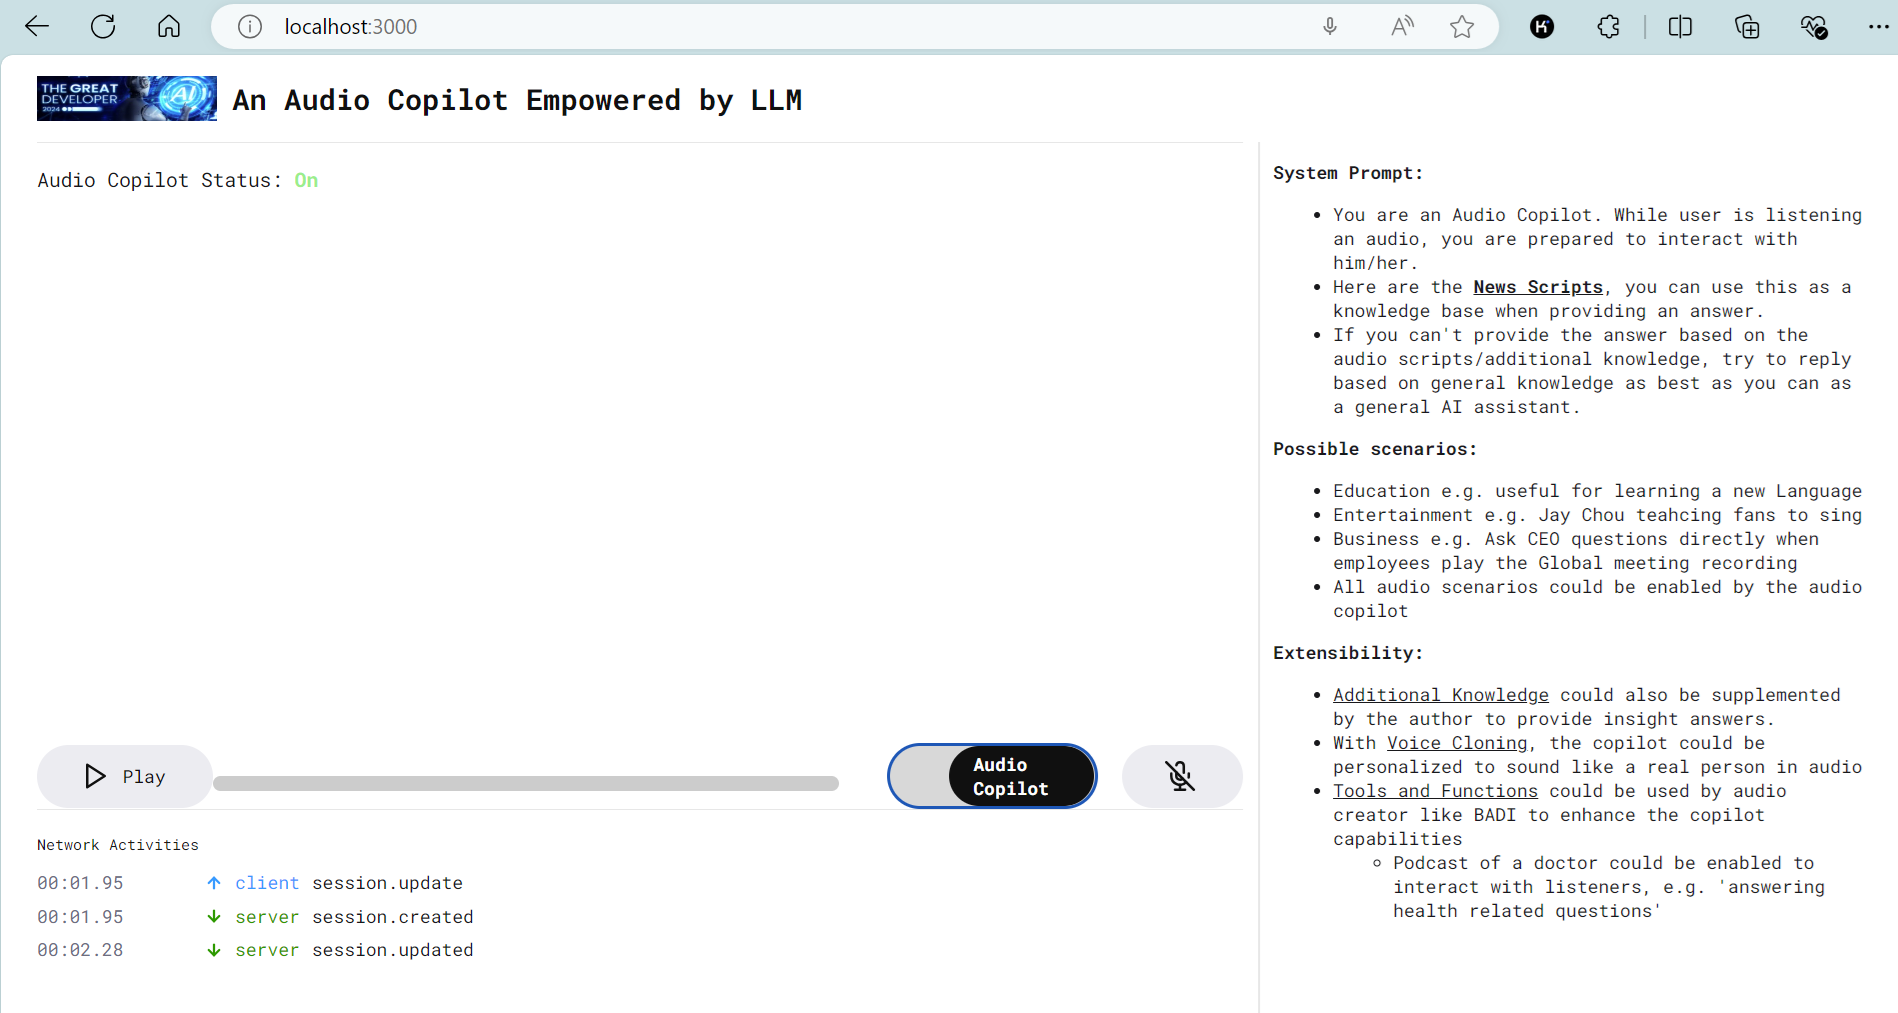 localhost:3000
THE GREAT
DEVELOPER
2024
AI
An Audio Copilot Empowered by LLM
Audio Copilot Status: On
Play
Audio
Copilot
Network Activities
00:01.95 ↑ client session.update
00:01.95 ↓ server session.created
00:02.28 ↓ server session.updated
System Prompt:
• You are an Audio Copilot. While user is listening
an audio, you are prepared to interact with
him/her.
• Here are the News Scripts, you can use this as a
knowledge base when providing an answer.
• If you can't provide the answer based on the
audio scripts/additional knowledge, try to reply
based on general knowledge as best as you can as
a general AI assistant.
Possible scenarios:
• Education e.g. useful for learning a new Language
• Entertainment e.g. Jay Chou teahcing fans to sing
• Business e.g. Ask CEO questions directly when
employees play the Global meeting recording
• All audio scenarios could be enabled by the audio
copilot
Extensibility:
• Additional Knowledge could also be supplemented
by the author to provide insight answers.
• With Voice Cloning, the copilot could be
personalized to sound like a real person in audio
• Tools and Functions could be used by audio
creator like BADI to enhance the copilot
capabilities
◦ Podcast of a doctor could be enabled to
interact with listeners, e.g. 'answering
health related questions'